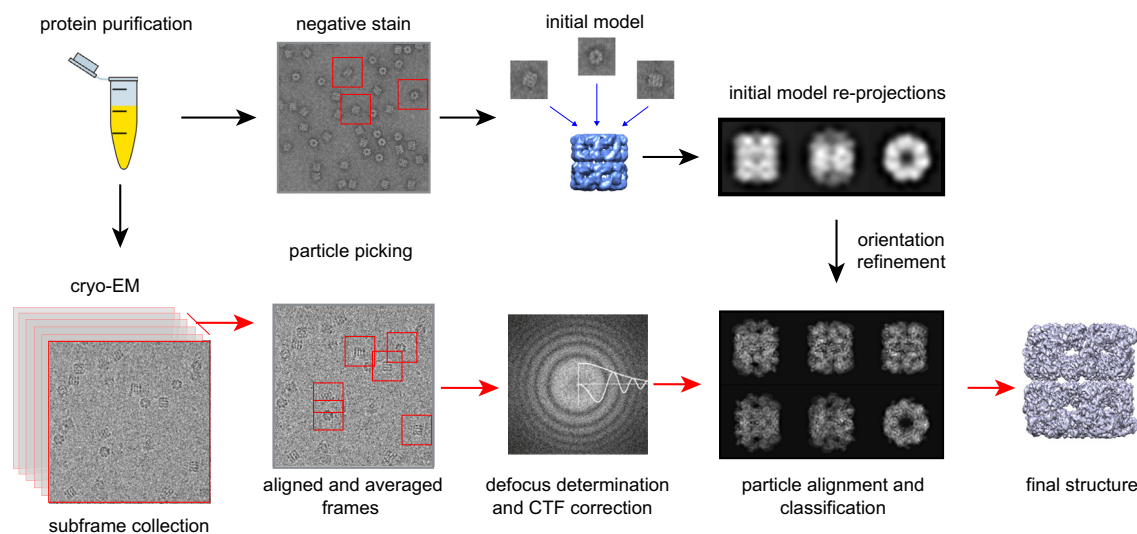 protein purification
negative stain
initial model
initial model re-projections
orientation
refinement
particle picking
cryo-EM
subframe collection
aligned and averaged
frames
defocus determination
and CTF correction
particle alignment and
classification
final structure